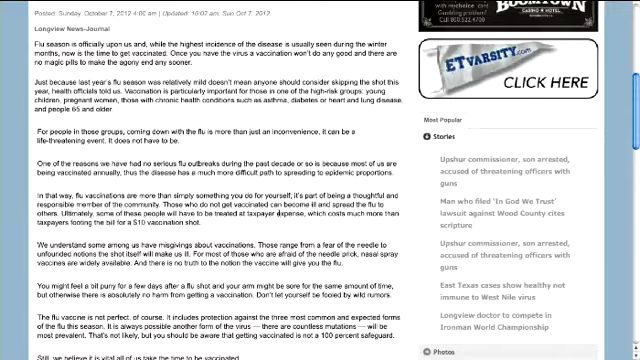 Posted: Sunday, October 7, 2012 4:00 am | Updated: 10:02 am, Sun Oct 7, 2012.
Longview News-Journal
Flu season is officially upon us and, while the highest incidence of the disease is usually seen during the winter
months, now is the time to get vaccinated. Once you have the virus a vaccination won't do any good and there are
no magic pills to make the agony end any sooner.
Just because last year's flu season was relatively mild doesn't mean anyone should consider skipping the shot this
year, health officials told us. Vaccination is particularly important for those in one of the high-risk groups: young
children, pregnant women, those with chronic health conditions such as asthma, diabetes or heart and lung disease,
and people 65 and older
For people in those groups, coming down with the flu is more than just an inconvenience, it can be a
life-threatening event. It does not have to be.
One of the reasons we have had no serious flu outbreaks during the past decade or so is because most of us are
being vaccinated annually, thus the disease has a much more difficult path to spreading to epidemic proportions.
In that way, flu vaccinations are more than simply something you do for yourself; it's part of being a thoughtful and
responsible member of the community. Those who do not get vaccinated can become ill and spread the flu to
others. Ultimately, some of these people will have to be treated at taxpayer expense, which costs much more than
taxpayers footing the bill for a $10 vaccination shot.
We understand some among us have misgivings about vaccinations. Those range from a fear of the needle to
unfounded notions the shot itself will make us ill. For most of those who are afraid of the needle prick, nasal spray
vaccines are widely available. And there is no truth to the notion the vaccine will give you the flu.
You might feel a bit purry for a few days after a flu shot and your arm might be sore for the same amount of time,
but otherwise there is absolutely no harm from getting a vaccination. Don't let yourself be fooled by wild rumors.
The flu vaccine is not perfect, of course. It includes protection against the three most common and expected forms
of the flu this season. It is always possible another form of the virus — there are countless mutations — will be
most prevalent. That's not likely, but you should be aware that getting vaccinated is not a 100 percent safeguard.
Still, we believe it is vital all of us take the time to be vaccinated
BOOMTOWN
CASINO HOTEL
Gambling problem?
Call 800.522.4700
ETVARSITY.com
CLICK HERE
Most Popular
Stories
Upshur commissioner, son arrested,
accused of threatening officers with
guns
Man who filed 'In God We Trust'
lawsuit against Wood County cites
scripture
Upshur commissioner, son arrested,
accused of threatening officers with
guns
East Texas cases show healthy not
immune to West Nile virus
Longview doctor to compete in
Ironman World Championship
Photos